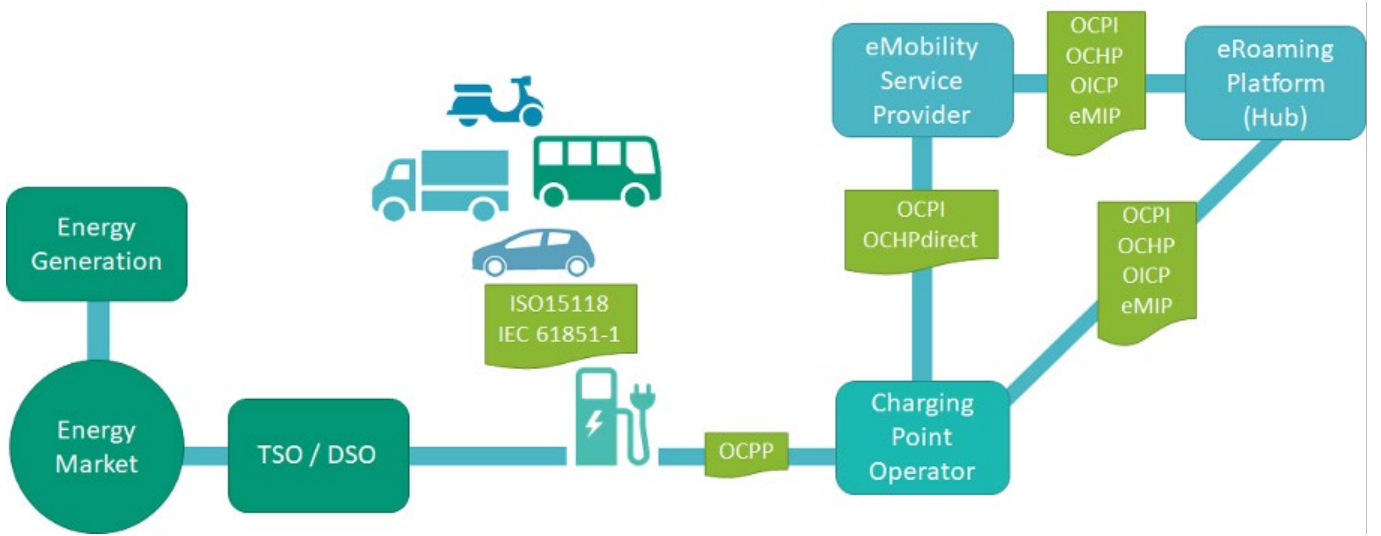 eMobility
Service
Provider
OCPI
OCHP
OICP
eMIP
eRoaming
Platform
(Hub)
Energy
Generation
OCPI
OCHPdirect
OCPI
OCHP
OICP
eMIP
ISO15118
IEC 61851-1
Energy
Market
TSO / DSO
OCPP
Charging
Point
Operator